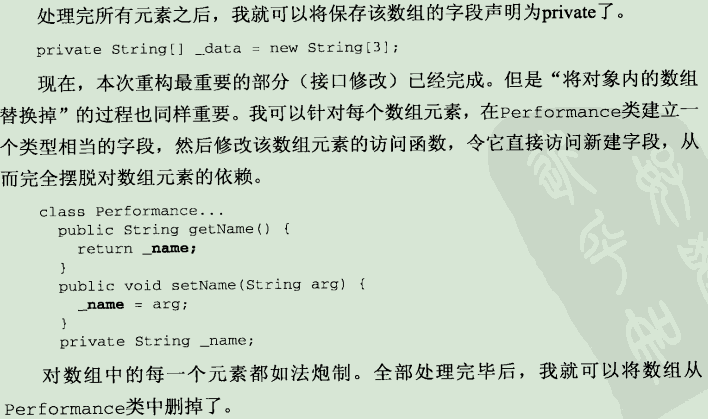 处理完所有元素之后，我就可以将保存该数组的字段声明为private了。
private String[] _data = new String[3];
现在，本次重构最重要的部分（接口修改）已经完成。但是“将对象内的数组
替换掉”的过程也同样重要。我可以针对每个数组元素，在Performance类建立一
个类型相当的字段，然后修改该数组元素的访问函数，令它直接访问新建字段，从
而完全摆脱对数组元素的依赖。
class Performance...
public String getName() {
return _name;
}
public void setName(String arg) {
_name = arg;
}
private String _name;
对数组中的每一个元素都如法炮制。全部处理完毕后，我就可以将数组从
Performance类中删掉了。